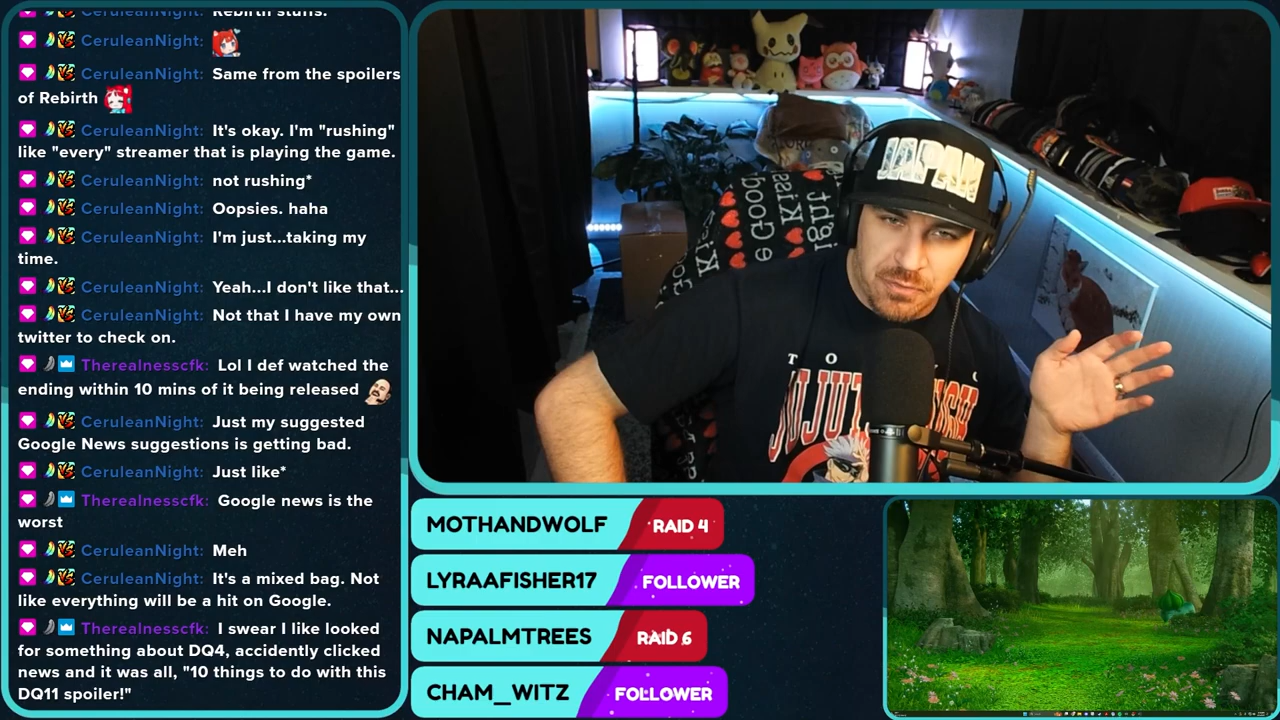 Rebirth stuffs.
CeruleanNight:
CeruleanNight: Same from the spoilers
of Rebirth
CeruleanNight: It's okay. I'm "rushing"
like "every" streamer that is playing the game.
CeruleanNight: not rushing*
CeruleanNight: Oopsies. haha
CeruleanNight: I'm just...taking my
time.
CeruleanNight: Yeah...I don't like that...
CeruleanNight: Not that I have my own
twitter to check on.
Therealnesscfk: Lol I def watched the
ending within 10 mins of it being released
CeruleanNight: Just my suggested
Google News suggestions is getting bad.
CeruleanNight: Just like*
Therealnesscfk: Google news is the
worst
CeruleanNight: Meh
CeruleanNight: It's a mixed bag. Not
like everything will be a hit on Google.
Therealnesscfk: I swear I like looked
for something about DQ4, accidently clicked
news and it was all, "10 things to do with this
DQ11 spoiler!"
JAPAN
MOTHANDWOLF RAID 4
LYRAAFISHER17 FOLLOWER
NAPALMTREES RAID 6
CHAM_WITZ FOLLOWER